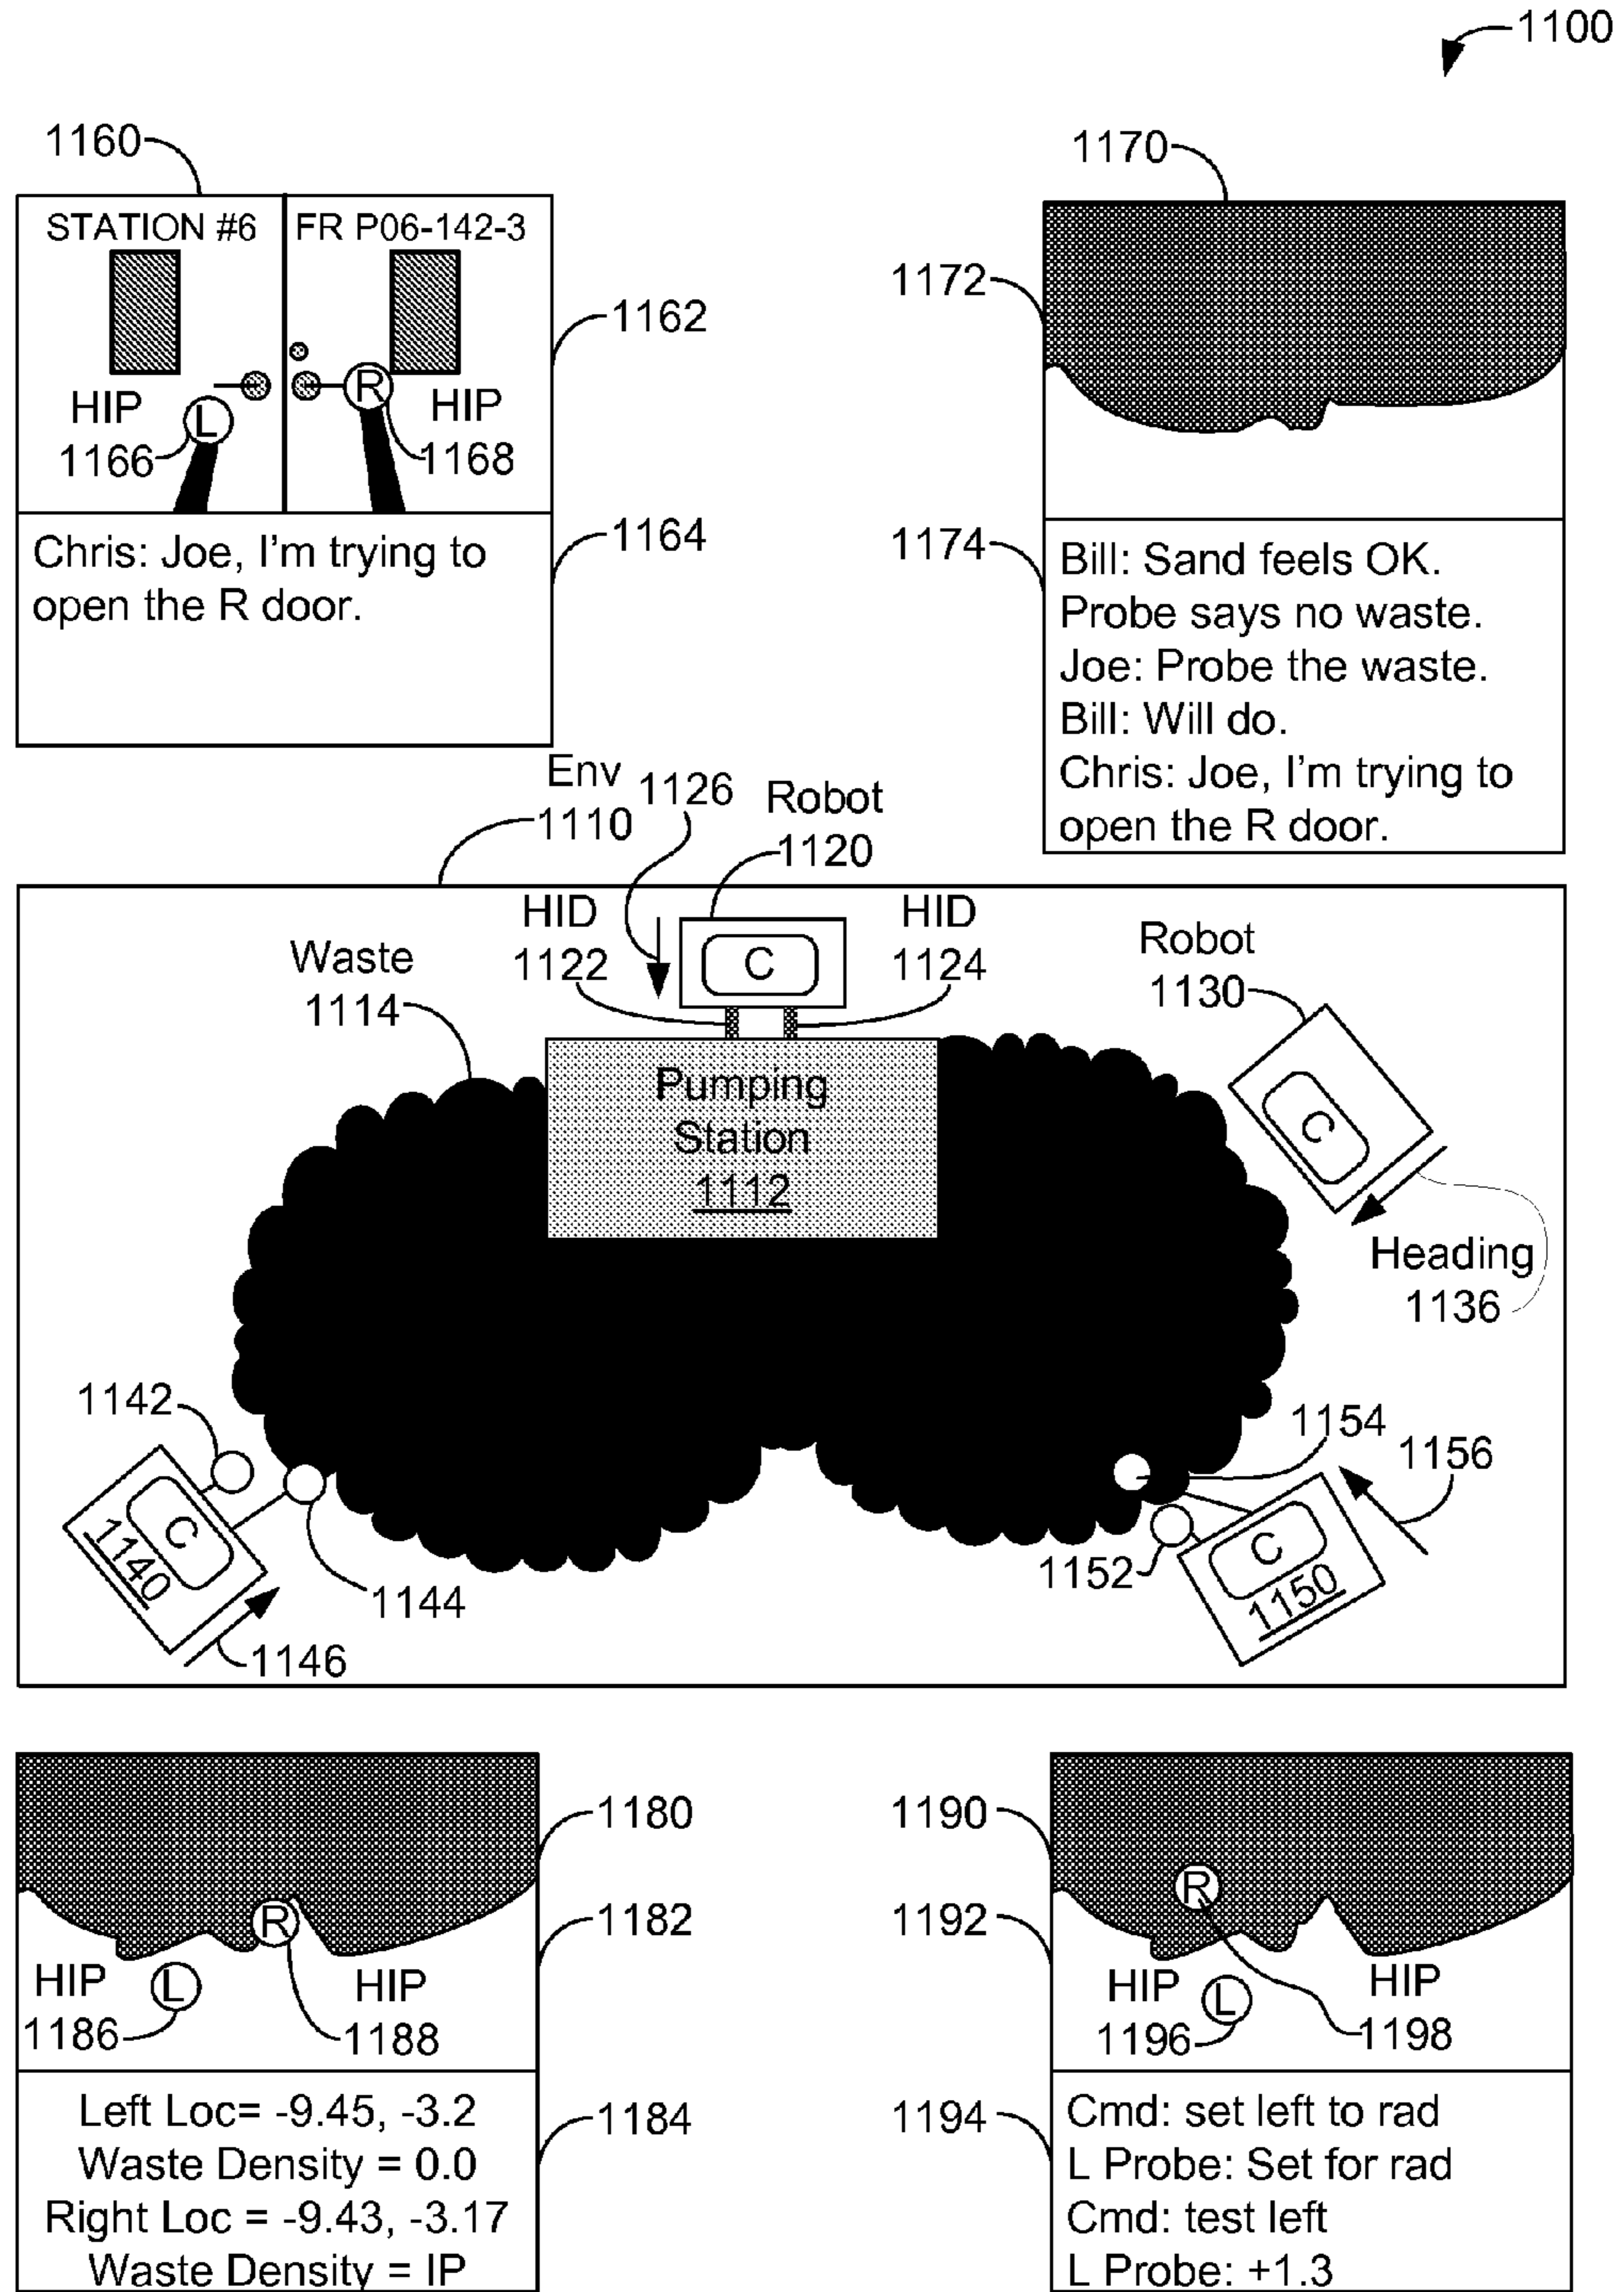 1100
1160
1170
STATION #6
FR P06-142-3
1162
1172
HIP
1166
L
R
HIP
1168
1164
1174
Chris: Joe, I'm trying to
open the R door.
Bill: Sand feels OK.
Probe says no waste.
Joe: Probe the waste.
Bill: Will do.
Chris: Joe, I'm trying to
open the R door.
Env
1110
1126
Robot
1120
Waste
1114
HID
1122
C
HID
1124
Robot
1130
C
Pumping
Station
1112
Heading
1136
1142
1154
1156
C
1140
1144
1146
1152
C
1150
1180
1190
R
R
1182
1192
HIP
1186
L
HIP
1188
HIP
1196
L
HIP
1198
1184
1194
Left Loc= -9.45, -3.2
Waste Density = 0.0
Right Loc = -9.43, -3.17
Waste Density = IP
Cmd: set left to rad
L Probe: Set for rad
Cmd: test left
L Probe: +1.3